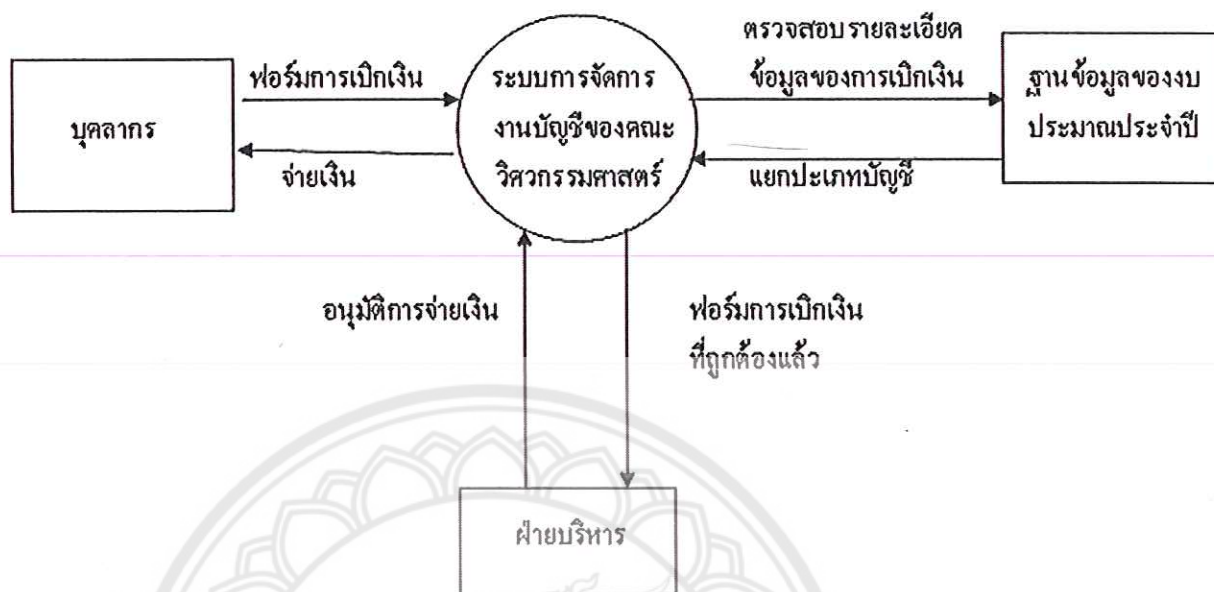 บุคลากร
ฟอร์มการเบิกเงิน
จ่ายเงิน
ระบบการจัดการ
งานบัญชีของคณะ
วิศวกรรมศาสตร์
ตรวจสอบรายละเอียด
ข้อมูลของการเบิกเงิน
แยกประเภทบัญชี
ฐานข้อมูลของงบ
ประมาณประจำปี
อนุมัติการจ่ายเงิน
ฟอร์มการเบิกเงิน
ที่ถูกต้องแล้ว
ฝ่ายบริหาร